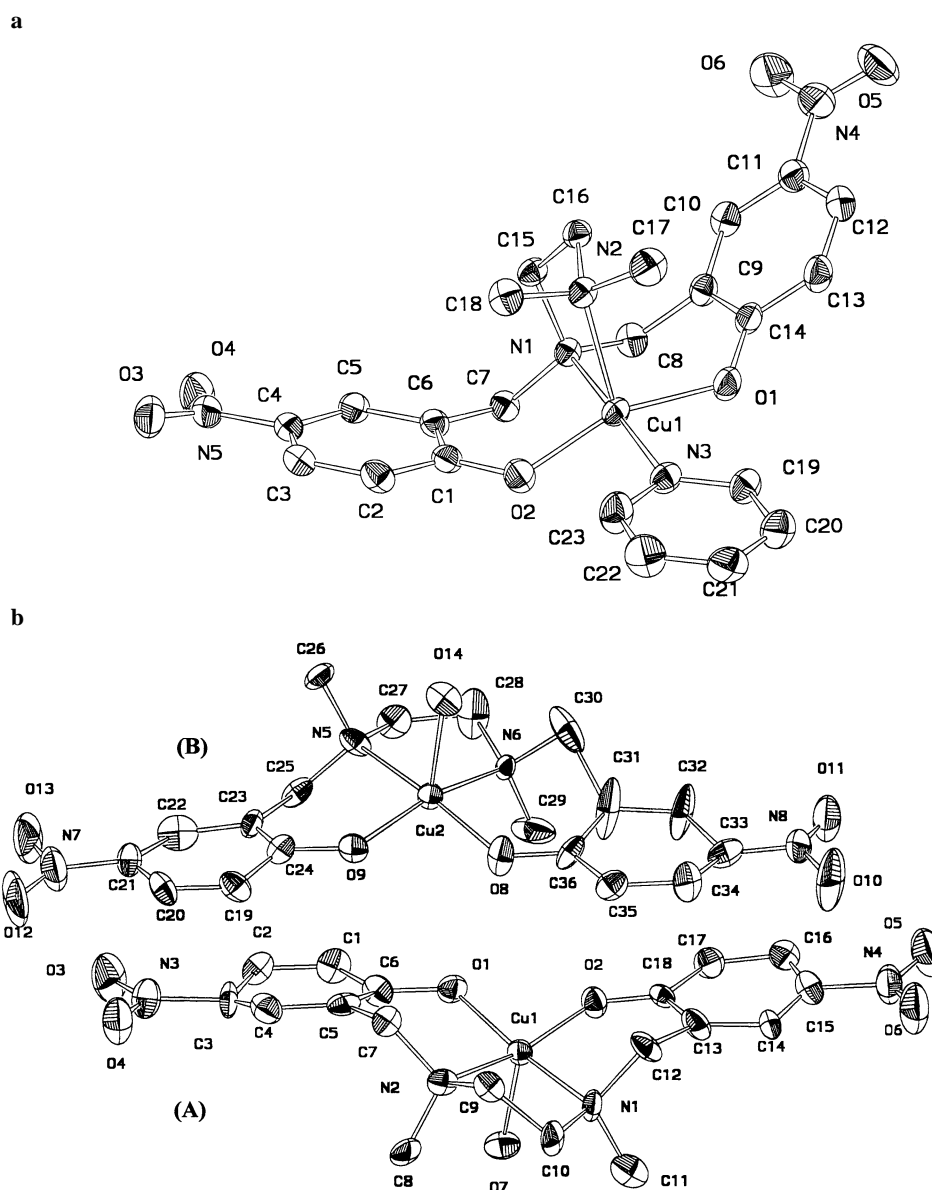 a
O6
O5
N4
C11
C16
C10
C17
C12
C15
N2
C9
C13
C18
C14
O4
N1
C8
O3
C5
C6
C7
O1
C4
Cu1
N5
N3
C19
C3
C2
C1
O2
C23
C20
C22
C21
b
C26
O14
C28
C27
C30
N5
N6
(B)
C31
C32
O11
O13
C25
C29
C22
C23
C33
N8
N7
Cu2
C21
C24
O9
O8
C36
C34
O10
C20
C19
C35
O12
C2
C1
C17
C16
O5
O3
N3
C6
O1
O2
C18
N4
Cu1
C4
C5
C15
O6
C3
C7
C13
C14
O4
C12
N2
C9
N1
(A)
C10
C8
O7
C11